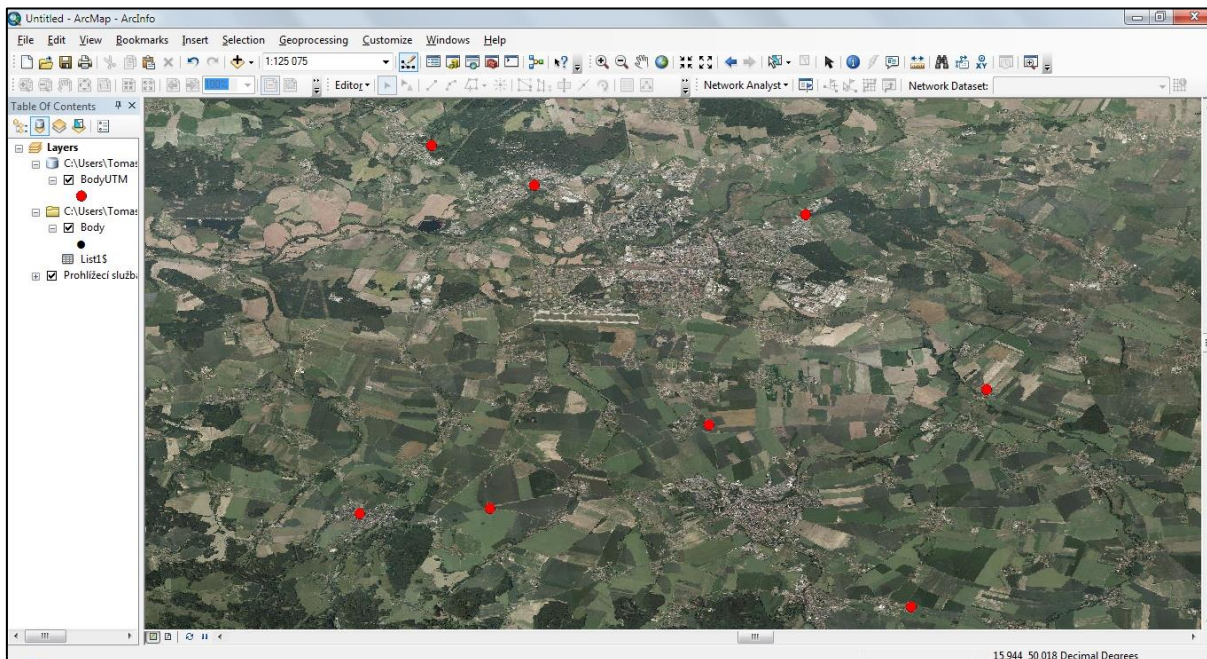 Untitled - ArcMap - ArcInfo
File Edit View Bookmarks Insert Selection Geoprocessing Customize Windows Help
1:125 075
100% Editor Network Analyst Network Dataset:
Table Of Contents
Layers
C:\Users\Tomas
BodyUTM
C:\Users\Tomas
Body
List1$
Prohlížecí služb
15,944 50,018 Decimal Degrees